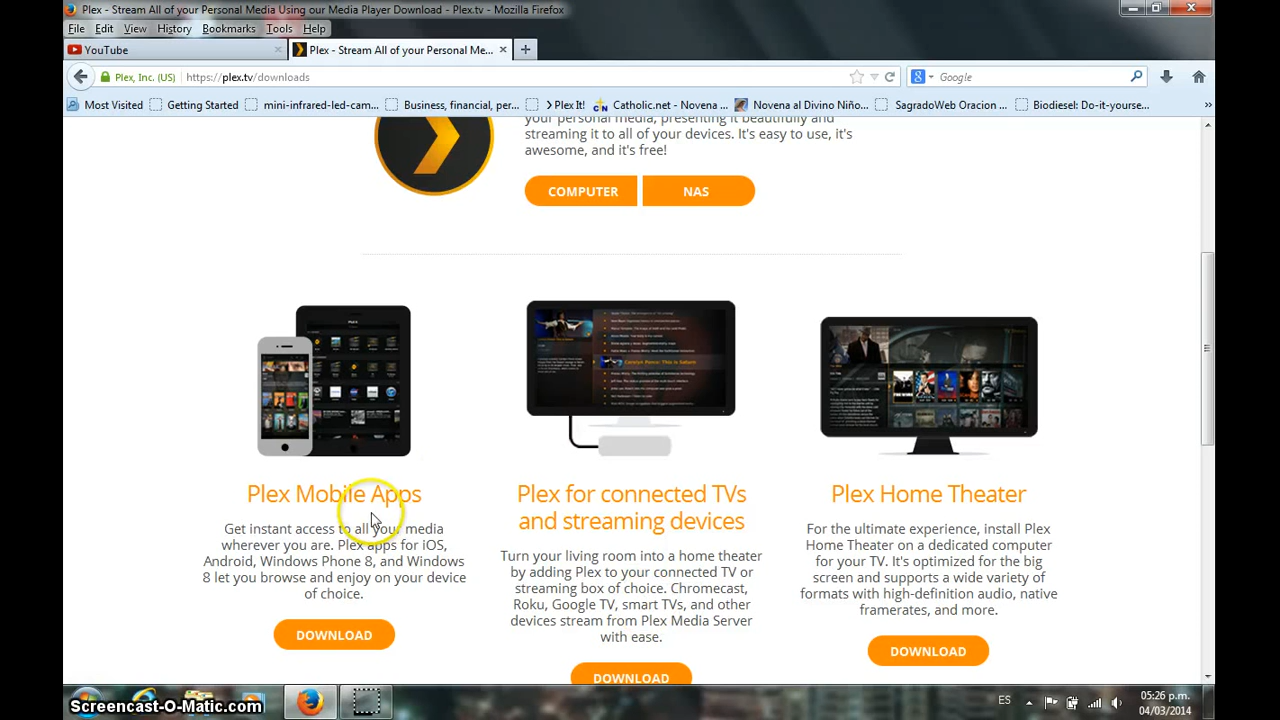 Plex - Stream All of your Personal Media Using our Media Player Download - Plex.tv - Mozilla Firefox
File Edit View History Bookmarks Tools Help
YouTube
Plex - Stream All of your Personal Me...
Plex, Inc. (US) https://plex.tv/downloads
Google
Most Visited Getting Started mini-infrared-led-cam... Business, financial, per... Plex It! Catholic.net - Novena ... Novena al Divino Niño... SagradoWeb Oracion ... Biodiesel: Do-it-yourse...
your personal media, presenting it beautifully and
streaming it to all of your devices. It's easy to use, it's
awesome, and it's free!
COMPUTER NAS
Plex Mobile Apps
Get instant access to all your media
wherever you are. Plex apps for iOS,
Android, Windows Phone 8, and Windows
8 let you browse and enjoy on your device
of choice.
DOWNLOAD
Plex for connected TVs
and streaming devices
Turn your living room into a home theater
by adding Plex to your connected TV or
streaming box of choice. Chromecast,
Roku, Google TV, smart TVs, and other
devices stream from Plex Media Server
with ease.
DOWNLOAD
Plex Home Theater
For the ultimate experience, install Plex
Home Theater on a dedicated computer
for your TV. It's optimized for the big
screen and supports a wide variety of
formats with high-definition audio, native
framerates, and more.
DOWNLOAD
Screencast-O-Matic.com
ES
05:26 p.m.
04/03/2014